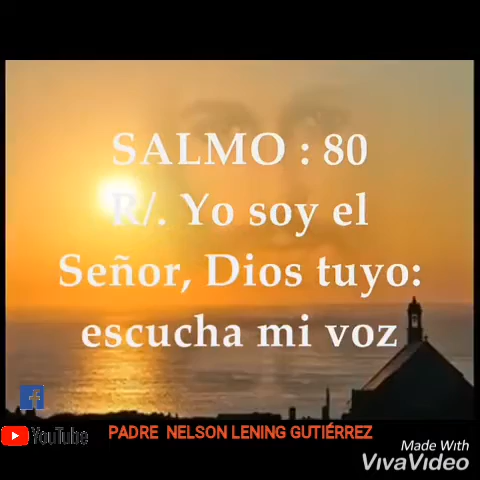 SALMO : 80
R/. Yo soy el
Señor, Dios tuyo:
escucha mi voz
YouTube
PADRE NELSON LENING GUTIÉRREZ
Made With
VivaVideo